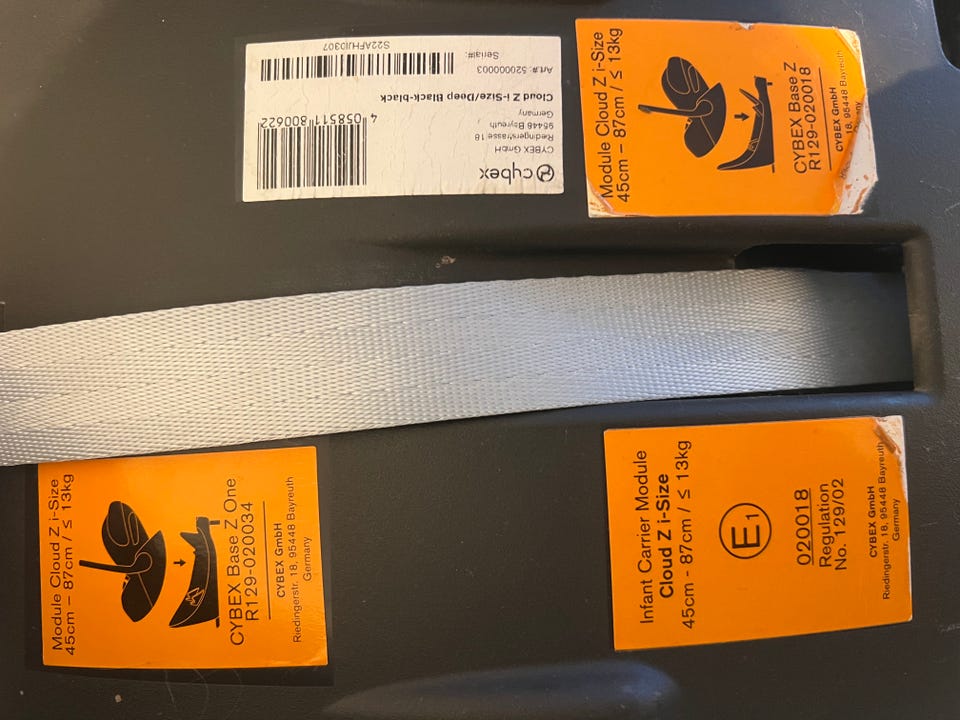 cybex
CYBEX GmbH
Riedingerstrasse 18
95448 Bayreuth
Germany
Cloud Z i-Size/Deep Black-black
Art.#: 520000003
Serial#:
S22AFHJ0307
4 058511 800622
Module Cloud Z i-Size
45cm – 87cm / ≤ 13kg
CYBEX Base Z
R129-020018
CYBEX GmbH
18, 95448 Bayreuth
Module Cloud Z i-Size
45cm – 87cm / ≤ 13kg
CYBEX Base Z One
R129-020034
CYBEX GmbH
Riedingerstr. 18, 95448 Bayreuth
Germany
Infant Carrier Module
Cloud Z i-Size
45cm - 87cm / ≤ 13kg
E1
020018
Regulation
No. 129/02
CYBEX GmbH
Riedingerstr. 18, 95448 Bayreuth
Germany